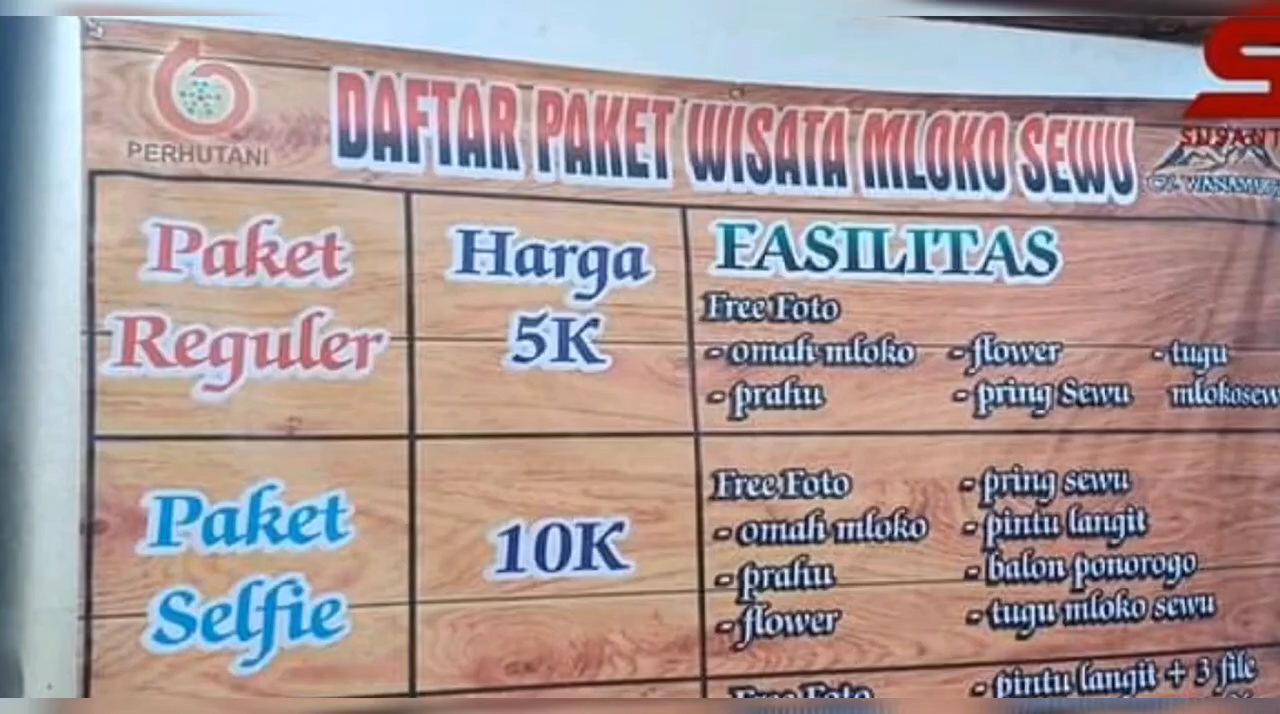 PERHUTANI
DAFTAR PAKET WISATA MLOKO SEWU
Paket
Reguler
Harga
5K
FASILITAS
Free Foto
- omah mloko - flower - tugu
- prahu - pring Sewu mlokosew
Paket
Selfie
10K
Free Foto - pring sewu
- omah mloko - pintu langit
- prahu - balon ponorogo
- flower - tugu mloko sewu
Free Foto - pintu langit + 3 file